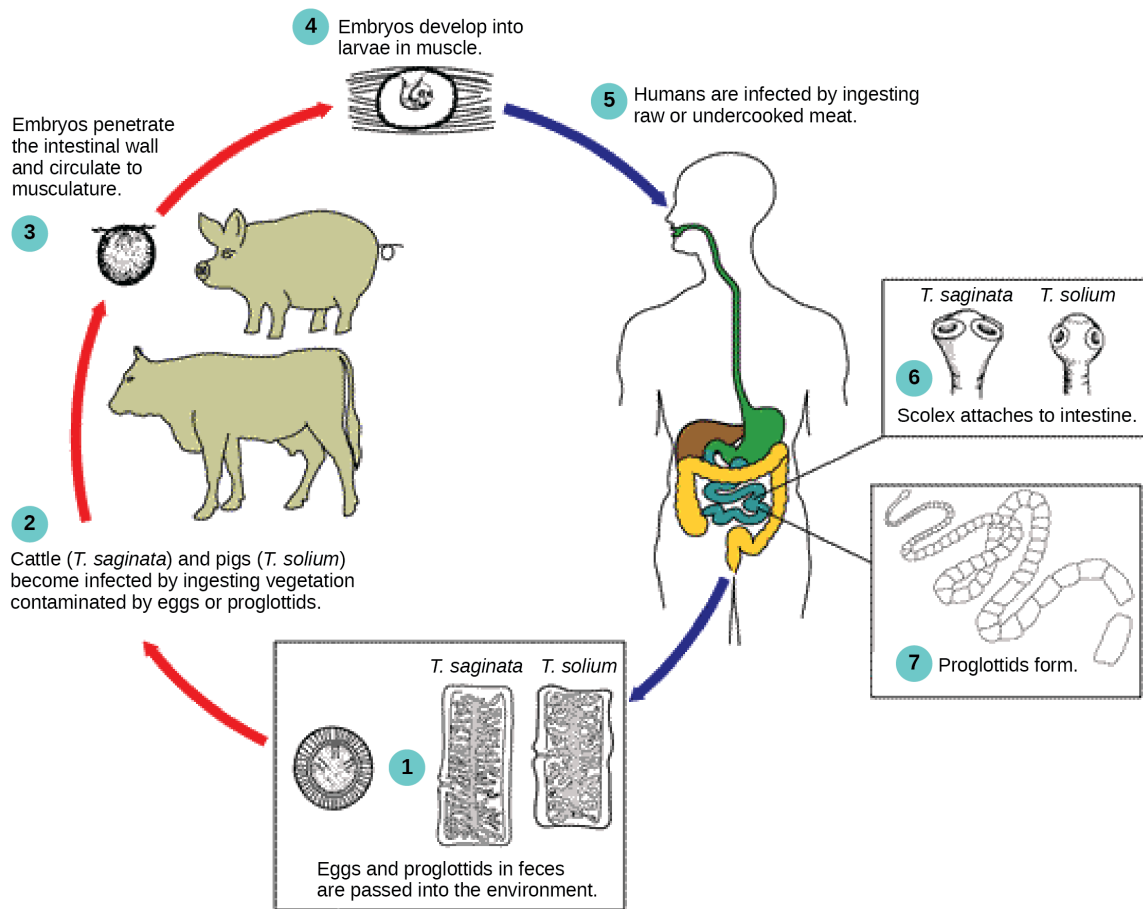 4
Embryos develop into
larvae in muscle.
5
Humans are infected by ingesting
raw or undercooked meat.
Embryos penetrate
the intestinal wall
and circulate to
musculature.
3
T. saginata T. solium
6
Scolex attaches to intestine.
2
Cattle (T. saginata) and pigs (T. solium)
become infected by ingesting vegetation
contaminated by eggs or proglottids.
7
Proglottids form.
T. saginata T. solium
1
Eggs and proglottids in feces
are passed into the environment.